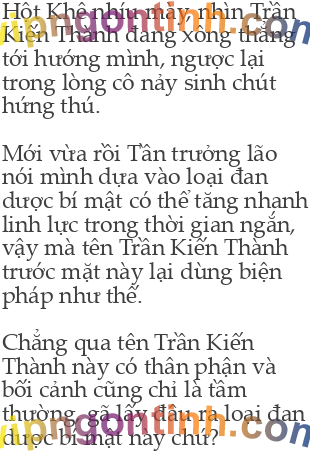 Hột Khê nhíu mày, nhìn Trần
Kiến Thành đang xông thẳng
tới hướng mình, ngược lại
trong lòng cô nảy sinh chút
hứng thú.
Mới vừa rồi Tần trưởng lão
nói mình dựa vào loại đan
dược bí mật có thể tăng nhanh
linh lực trong thời gian ngắn,
vậy mà tên Trần Kiến Thành
trước mặt này lại dùng biện
pháp như thế.
Chẳng qua tên Trần Kiến
Thành này có thân phận và
bối cảnh cũng chỉ là tầm
thường, gã lấy đâu ra loại đan
dược bí mật này chứ?
vipngontinh.com
vipngontinh.com